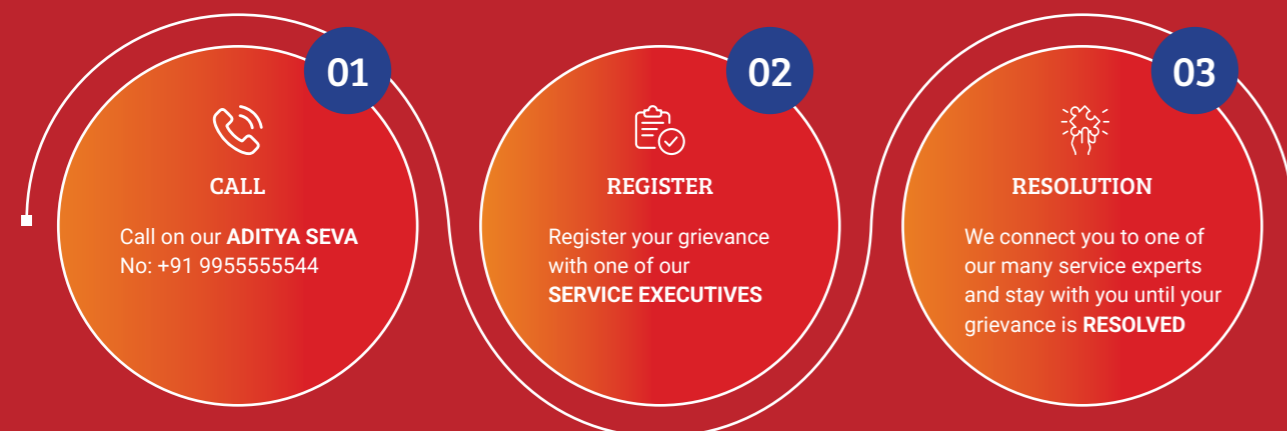 01
CALL
Call on our ADITYA SEVA
No: +91 9955555544
02
REGISTER
Register your grievance
with one of our
SERVICE EXECUTIVES
03
RESOLUTION
We connect you to one of
our many service experts
and stay with you until your
grievance is RESOLVED